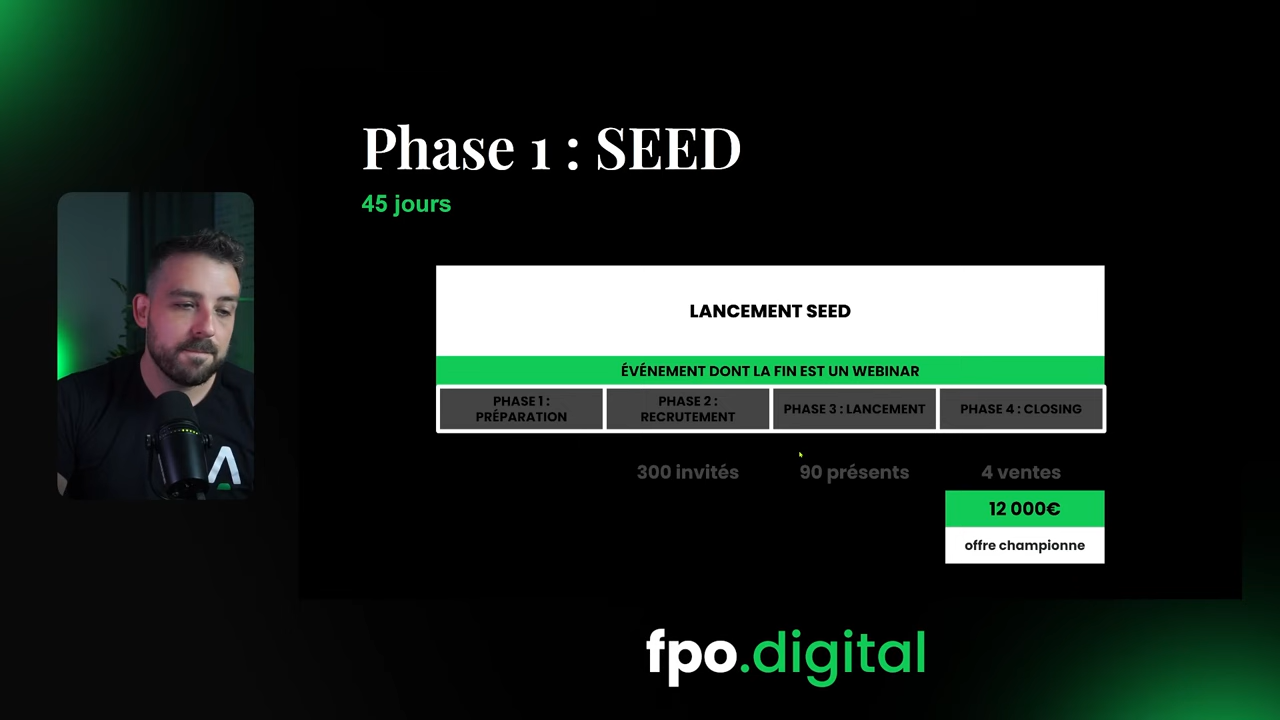 Phase 1 : SEED
45 jours
LANCEMENT SEED
ÉVÉNEMENT DONT LA FIN EST UN WEBINAR
PHASE 1 :
PRÉPARATION
PHASE 2 :
RECRUTEMENT
PHASE 3 : LANCEMENT
PHASE 4 : CLOSING
300 invités
90 présents
4 ventes
12 000€
offre championne
fpo.digital